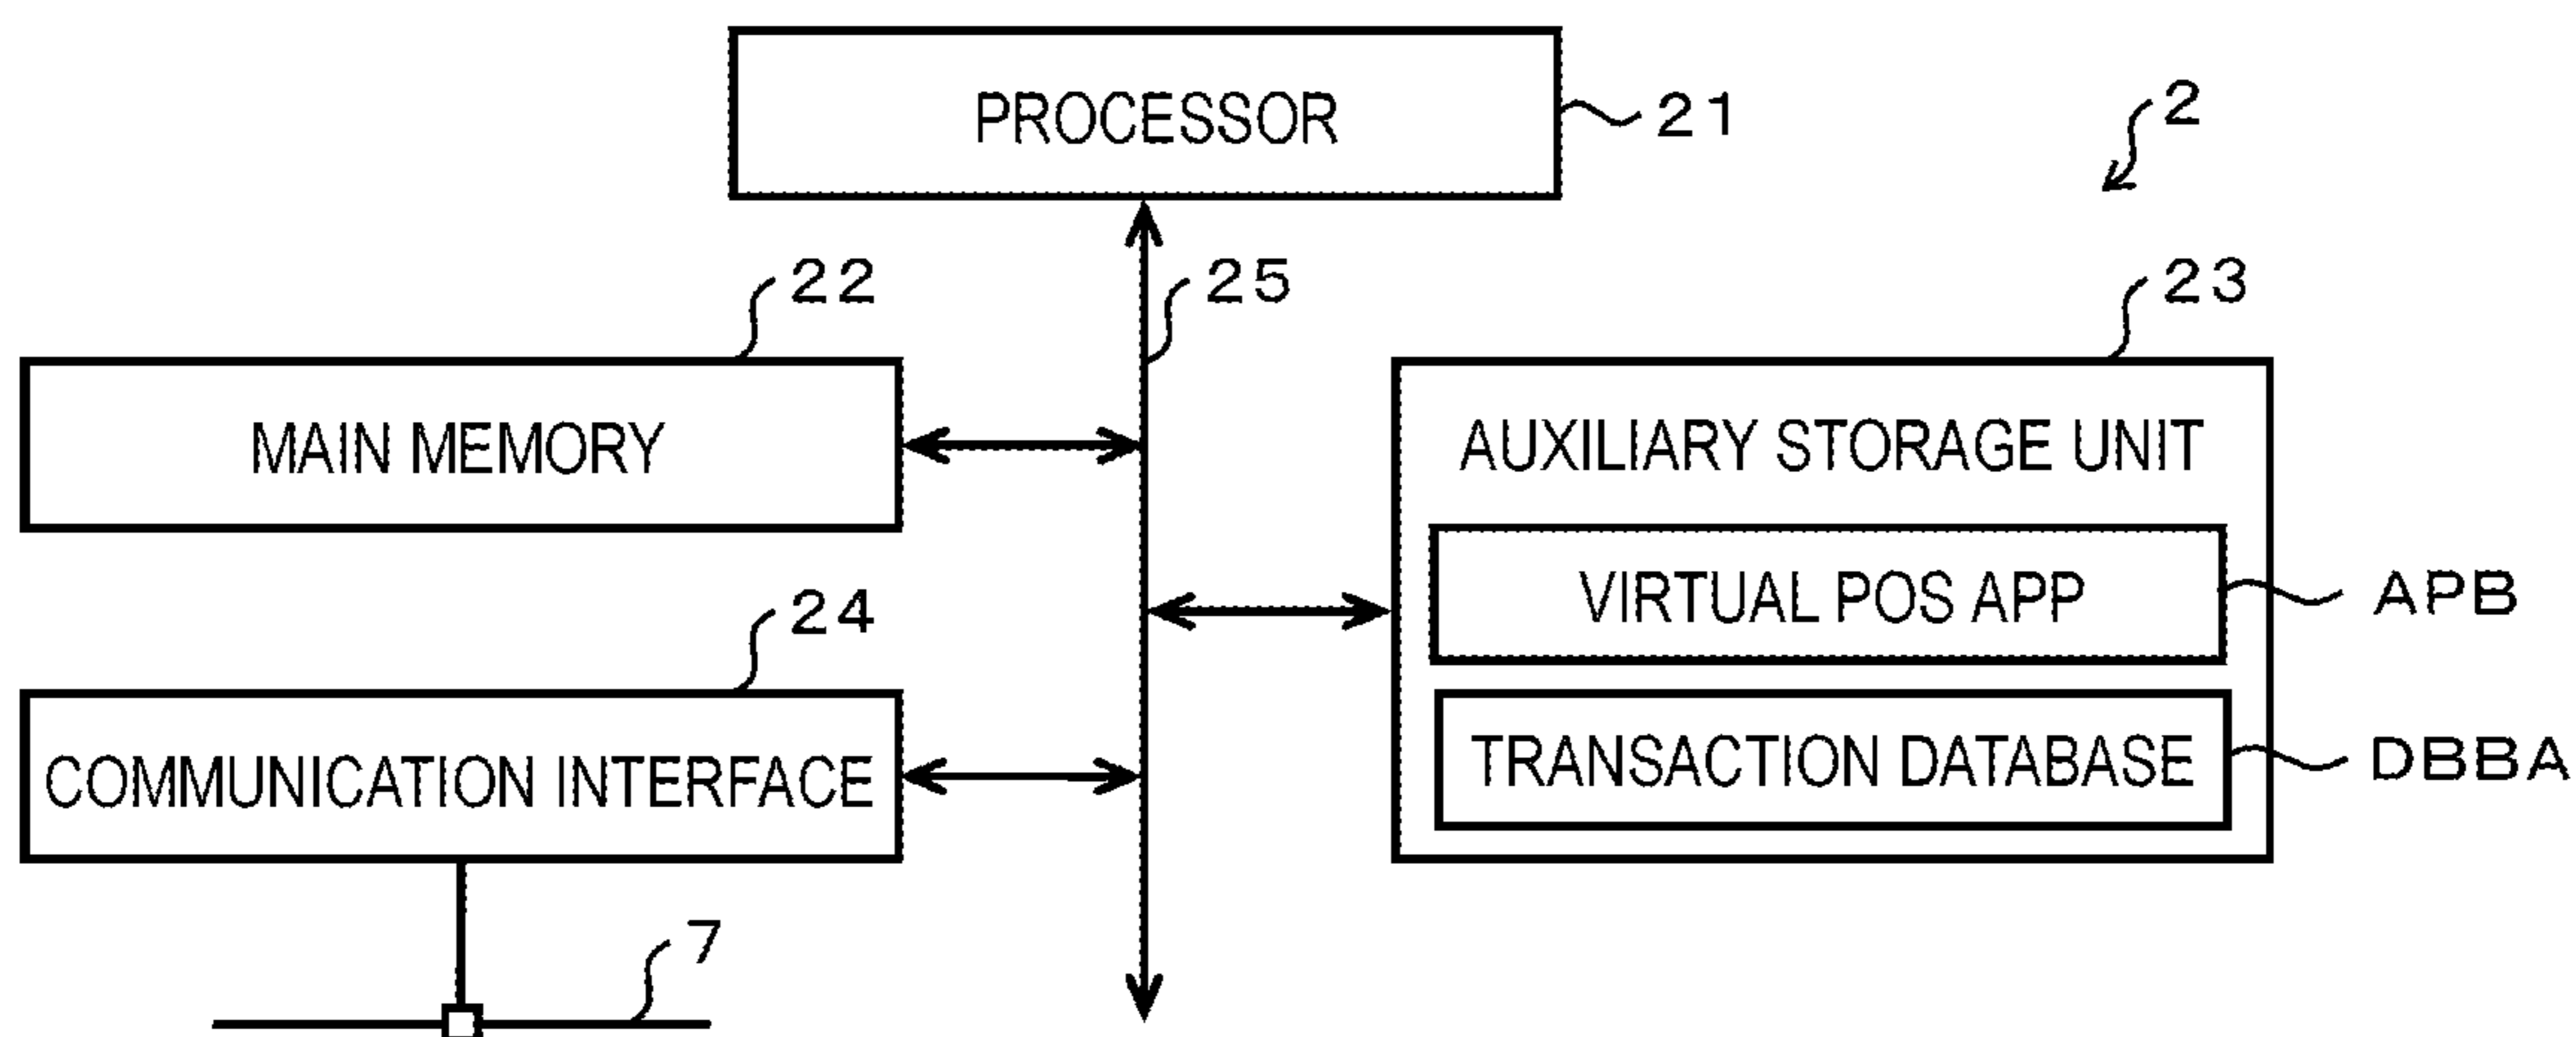 PROCESSOR
21
2
22
25
23
MAIN MEMORY
AUXILIARY STORAGE UNIT
VIRTUAL POS APP
APB
24
COMMUNICATION INTERFACE
TRANSACTION DATABASE
DBBA
7